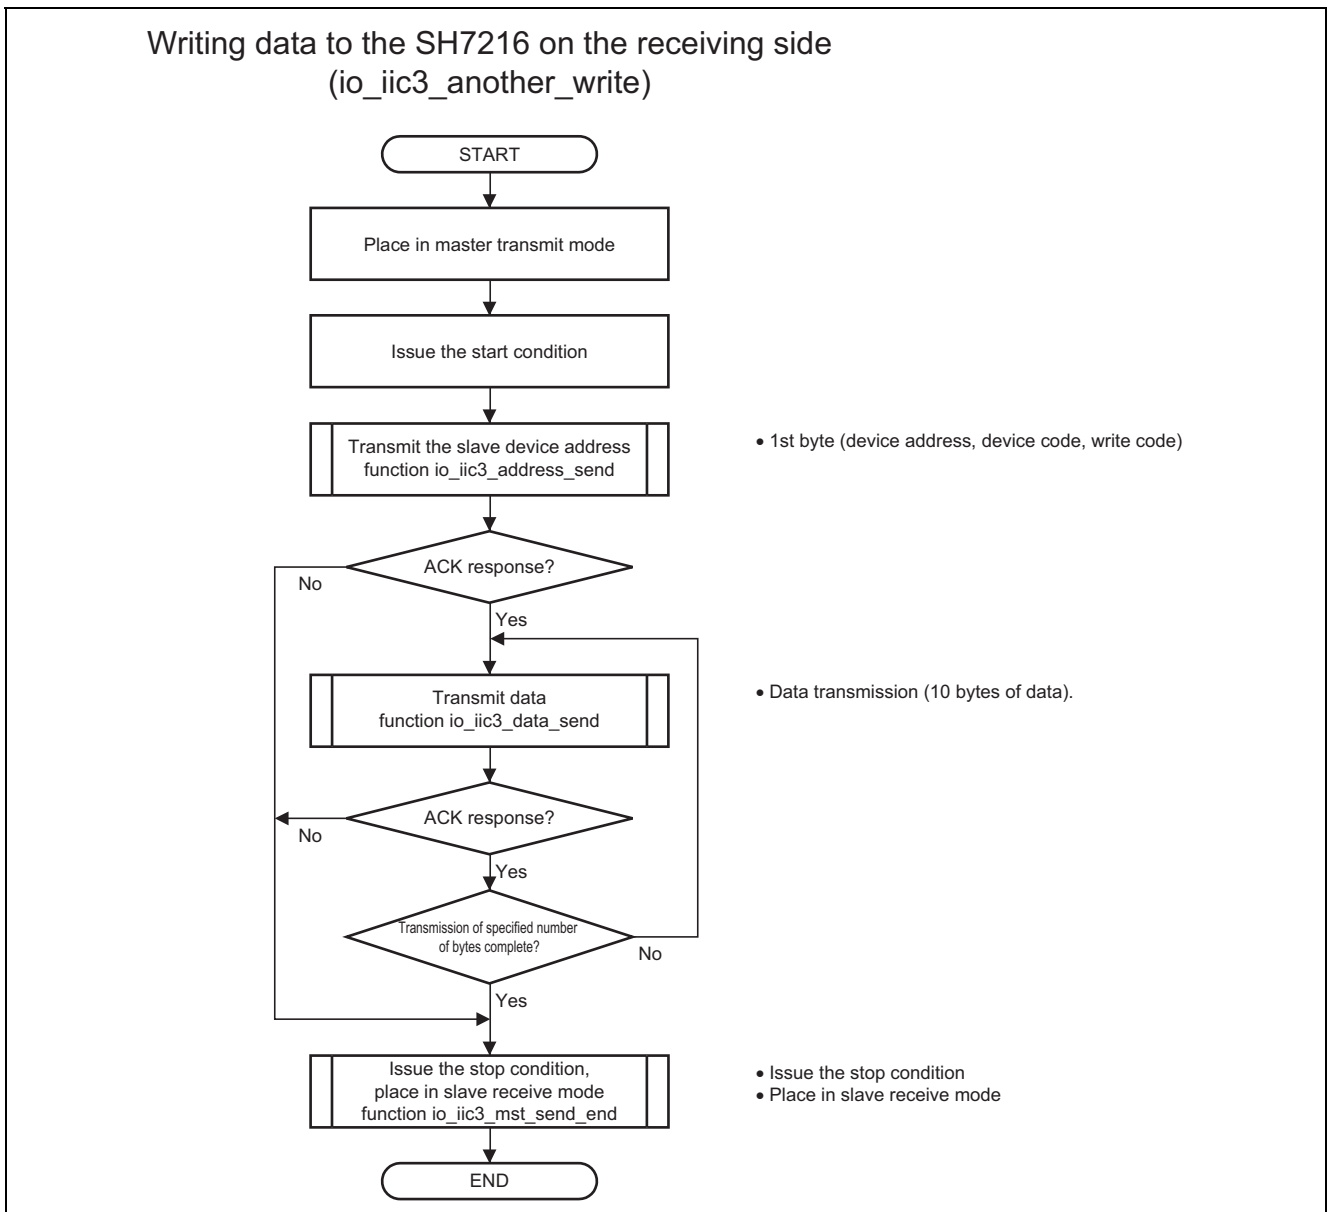 Writing data to the SH7216 on the receiving side
(io_iic3_another_write)
START
Place in master transmit mode
Issue the start condition
Transmit the slave device address
function io_iic3_address_send
• 1st byte (device address, device code, write code)
ACK response?
No
Yes
Transmit data
function io_iic3_data_send
• Data transmission (10 bytes of data).
ACK response?
No
Yes
Transmission of specified number
of bytes complete?
No
Yes
Issue the stop condition,
place in slave receive mode
function io_iic3_mst_send_end
• Issue the stop condition
• Place in slave receive mode
END